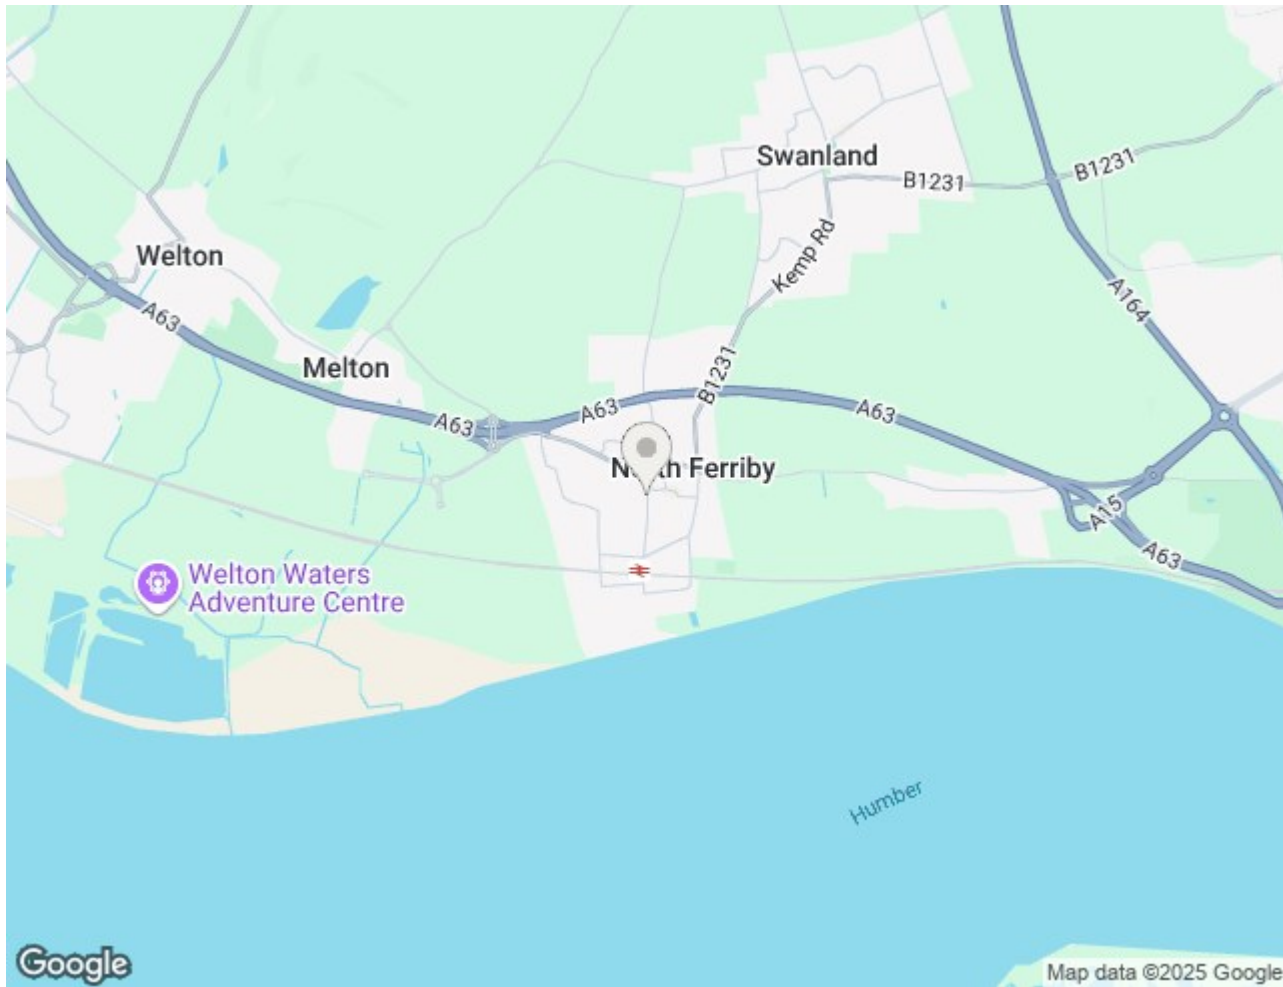 Swanland
B1231
B1231
Welton
Kemp Rd
A164
A63
Melton
B1231
A63
A63
A63
North Ferriby
A15
A63
Welton Waters
Adventure Centre
Humber
Google
Map data ©2025 Google